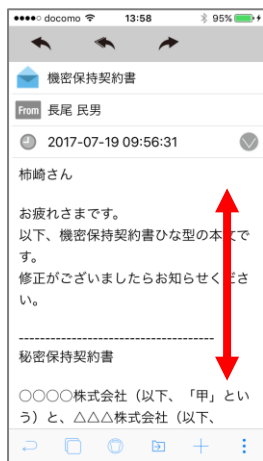 docomo 13:58 95%
機密保持契約書
From 長尾 民男
2017-07-19 09:56:31
柿崎さん
お疲れさまです。
以下、機密保持契約書ひな型の本文で
す。
修正がございましたらお知らせくださ
い。
------------------------------------
秘密保持契約書
○○○○株式会社（以下、「甲」とい
う）と、△△△株式会社（以下、